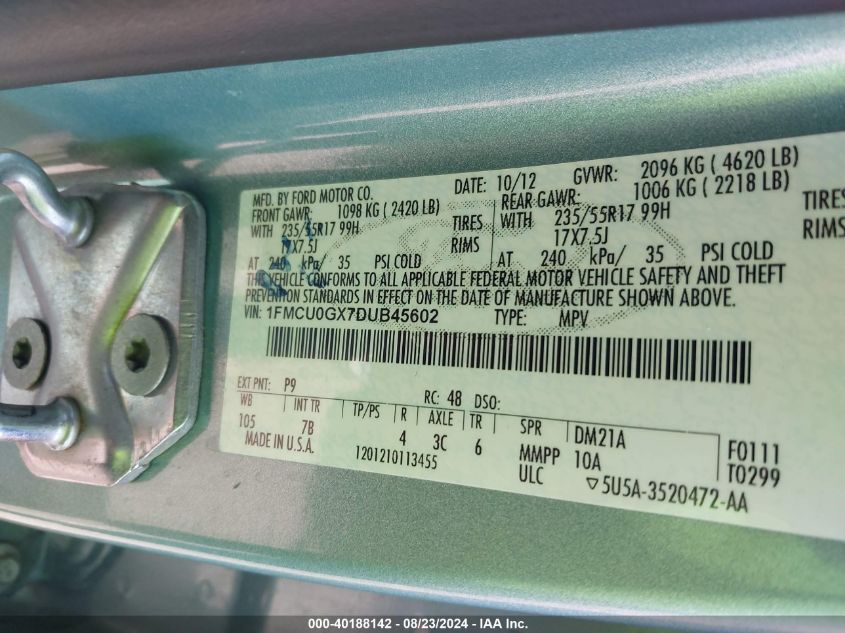 MFD. BY FORD MOTOR CO.
DATE: 10/12 GVWR: 2096 KG ( 4620 LB)
FRONT GAWR: 1098 KG ( 2420 LB)
REAR GAWR: 1006 KG ( 2218 LB)
WITH 235/55R17 99H TIRES
WITH 235/55R17 99H TIRES
17X7.5J RIMS
17X7.5J RIMS
AT 240 kPa/ 35 PSI COLD
AT 240 kPa/ 35 PSI COLD
THIS VEHICLE CONFORMS TO ALL APPLICABLE FEDERAL MOTOR VEHICLE SAFETY AND THEFT
PREVENTION STANDARDS IN EFFECT ON THE DATE OF MANUFACTURE SHOWN ABOVE.
VIN: 1FMCU0GX7DUB45602
TYPE: MPV
EXT PNT: P9 RC: 48 DSO:
WB INT TR TP/PS R AXLE TR SPR DM21A F0111
105 7B 4 3C 6 MMPP 10A T0299
MADE IN U.S.A. 1201210113455 ULC
▽5U5A-3520472-AA
000-40188142 - 08/23/2024 - IAA Inc.